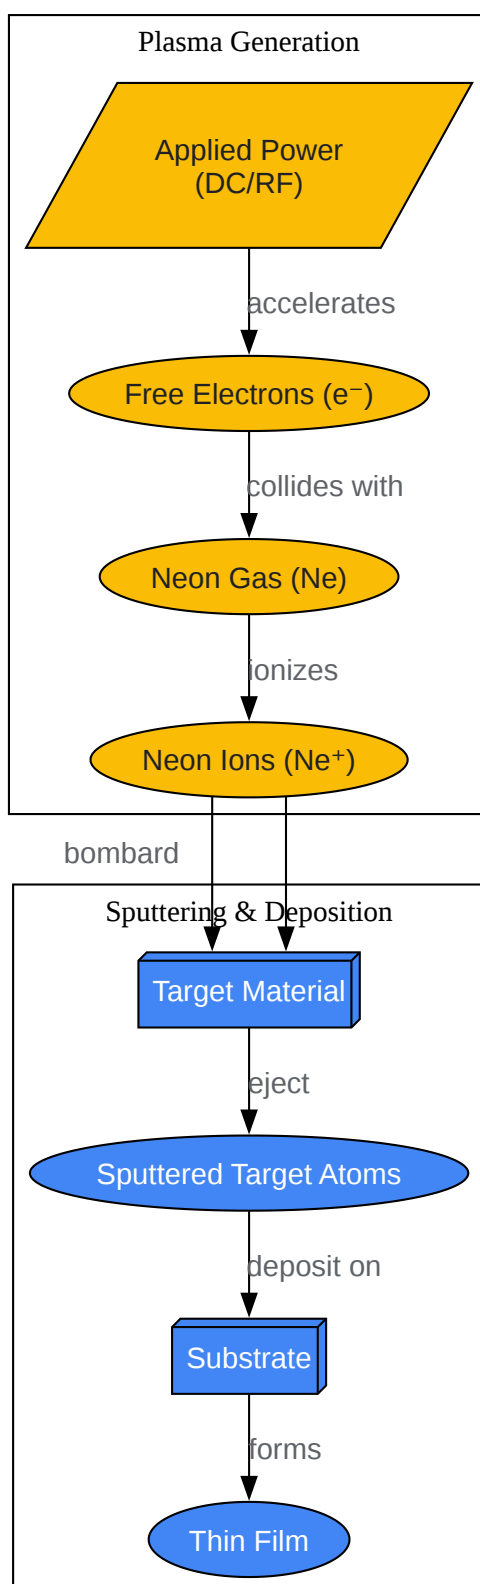 Plasma Generation
Applied Power
(DC/RF)
accelerates
Free Electrons (e⁻)
collides with
Neon Gas (Ne)
ionizes
Neon Ions (Ne⁺)
bombard
Sputtering & Deposition
Target Material
eject
Sputtered Target Atoms
deposit on
Substrate
forms
Thin Film